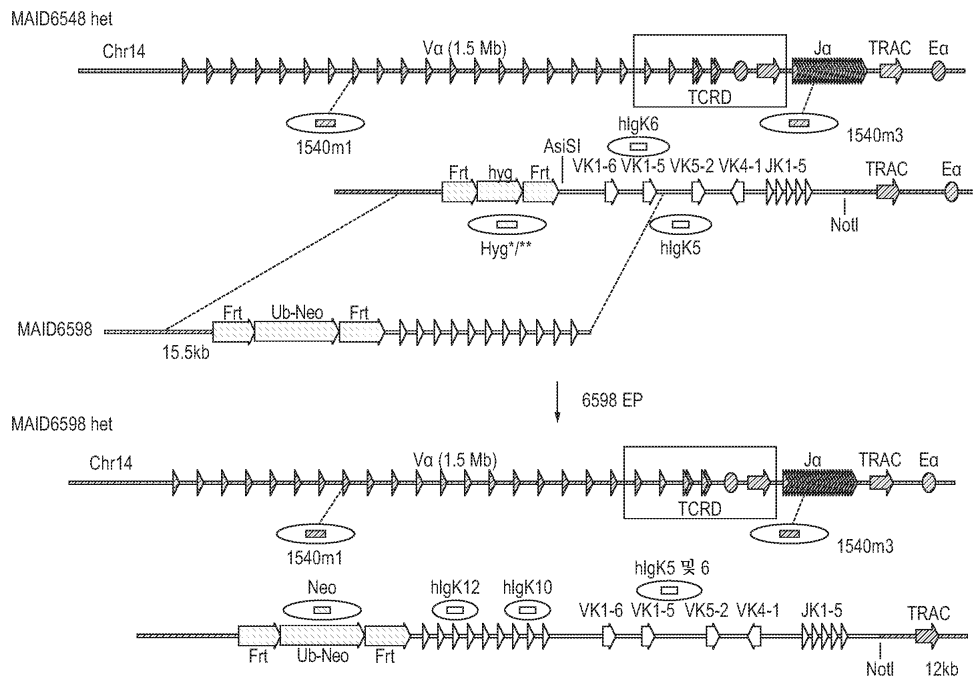 MAID6548 het
Chr14
Vα (1.5 Mb)
Jα
TRAC
Eα
TCRD
1540m1
1540m3
hIgK6
AsiSI
VK1-6
VK1-5
VK5-2
VK4-1
JK1-5
TRAC
Eα
Frt
hyg
Frt
NotI
Hyg*/**
hIgK5
MAID6598
Frt
Ub-Neo
Frt
15.5kb
6598 EP
MAID6598 het
Chr14
Vα (1.5 Mb)
Jα
TRAC
Eα
TCRD
1540m1
1540m3
Neo
hIgK12
hIgK10
hIgK5 및 6
VK1-6
VK1-5
VK5-2
VK4-1
JK1-5
TRAC
Frt
Ub-Neo
Frt
NotI
12kb